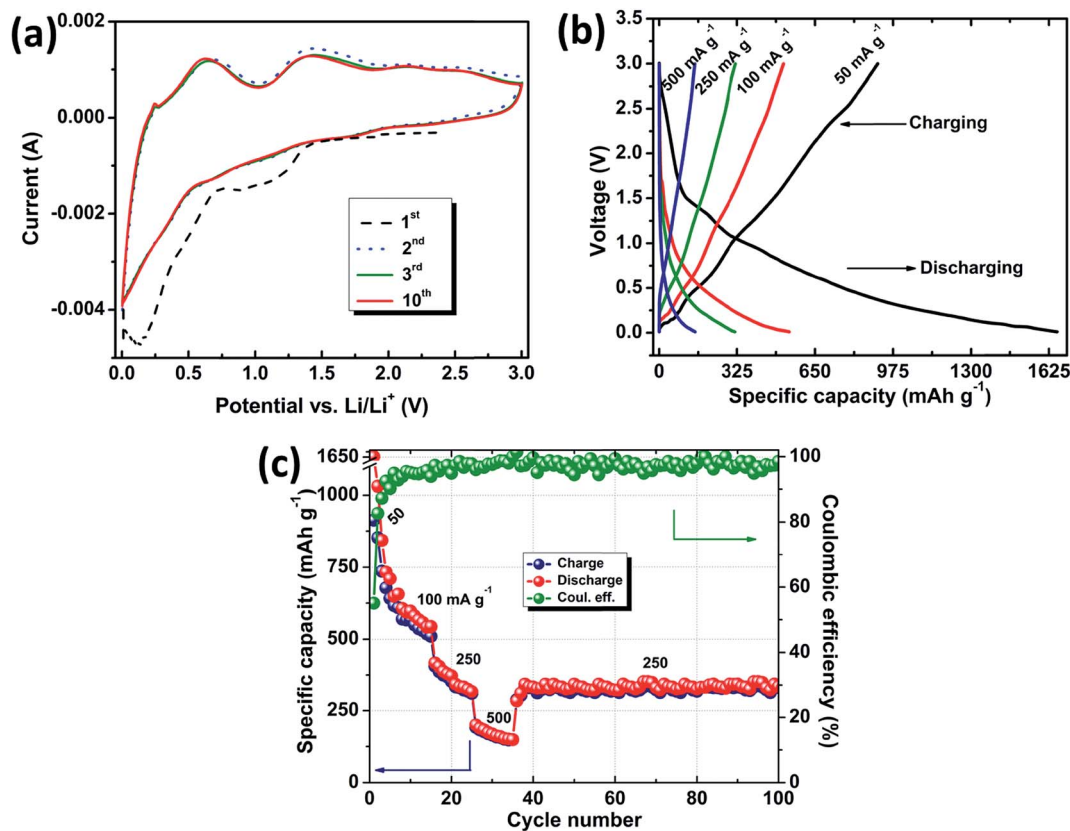 (a)
0.002
0.000
-0.002
-0.004
Current (A)
1st
2nd
3rd
10th
0.0 0.5 1.0 1.5 2.0 2.5 3.0
Potential vs. Li/Li+ (V)
(b)
3.5
3.0
2.5
2.0
1.5
1.0
0.5
0.0
Voltage (V)
500 mA g-1
250 mA g-1
100 mA g-1
50 mA g-1
Charging
Discharging
0 325 650 975 1300 1625
Specific capacity (mAh g-1)
(c)
1650
1000
750
500
250
0
Specific capacity (mAh g-1)
50
100 mA g-1
250
500
250
Charge
Discharge
Coul. eff.
100
80
60
40
20
0
Coulombic efficiency (%)
0 20 40 60 80 100
Cycle number